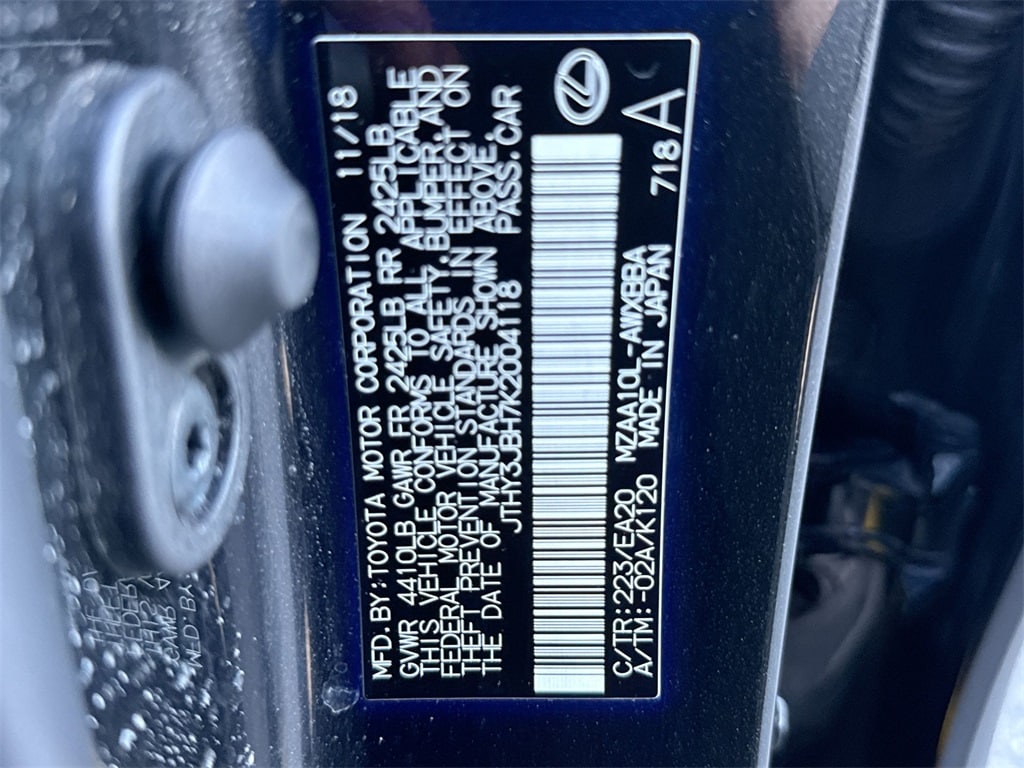 MFD.BY:TOYOTA MOTOR CORPORATION 11/18
GVWR 4410LB GAWR FR 2425LB RR 2425LB
THIS VEHICLE CONFORMS TO ALL APPLICABLE
FEDERAL MOTOR VEHICLE SAFETY,BUMPER,AND
THEFT PREVENTION STANDARDS IN EFFECT ON
THE DATE OF MANUFACTURE SHOWN ABOVE.
JTHY3JBH7K2004118 PASS.CAR
C/TR:223/EA20 MZAA10L-AWXBBA 718A
A/TM:-02A/K120 MADE IN JAPAN